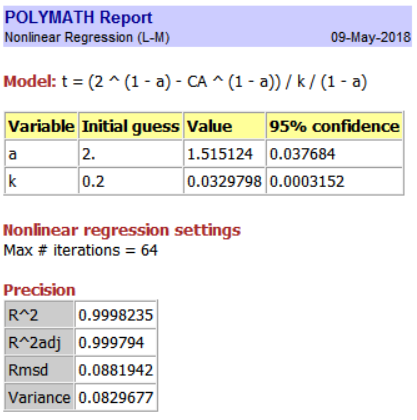 POLYMATH Report
Nonlinear Regression (L-M) 09-May-2018
Model: t = (2 ^ (1 - a) - CA ^ (1 - a)) / k / (1 - a)
Variable Initial guess Value 95% confidence
a 2. 1.515124 0.037684
k 0.2 0.0329798 0.0003152
Nonlinear regression settings
Max # iterations = 64
Precision
R^2 0.9998235
R^2adj 0.999794
Rmsd 0.0881942
Variance 0.0829677